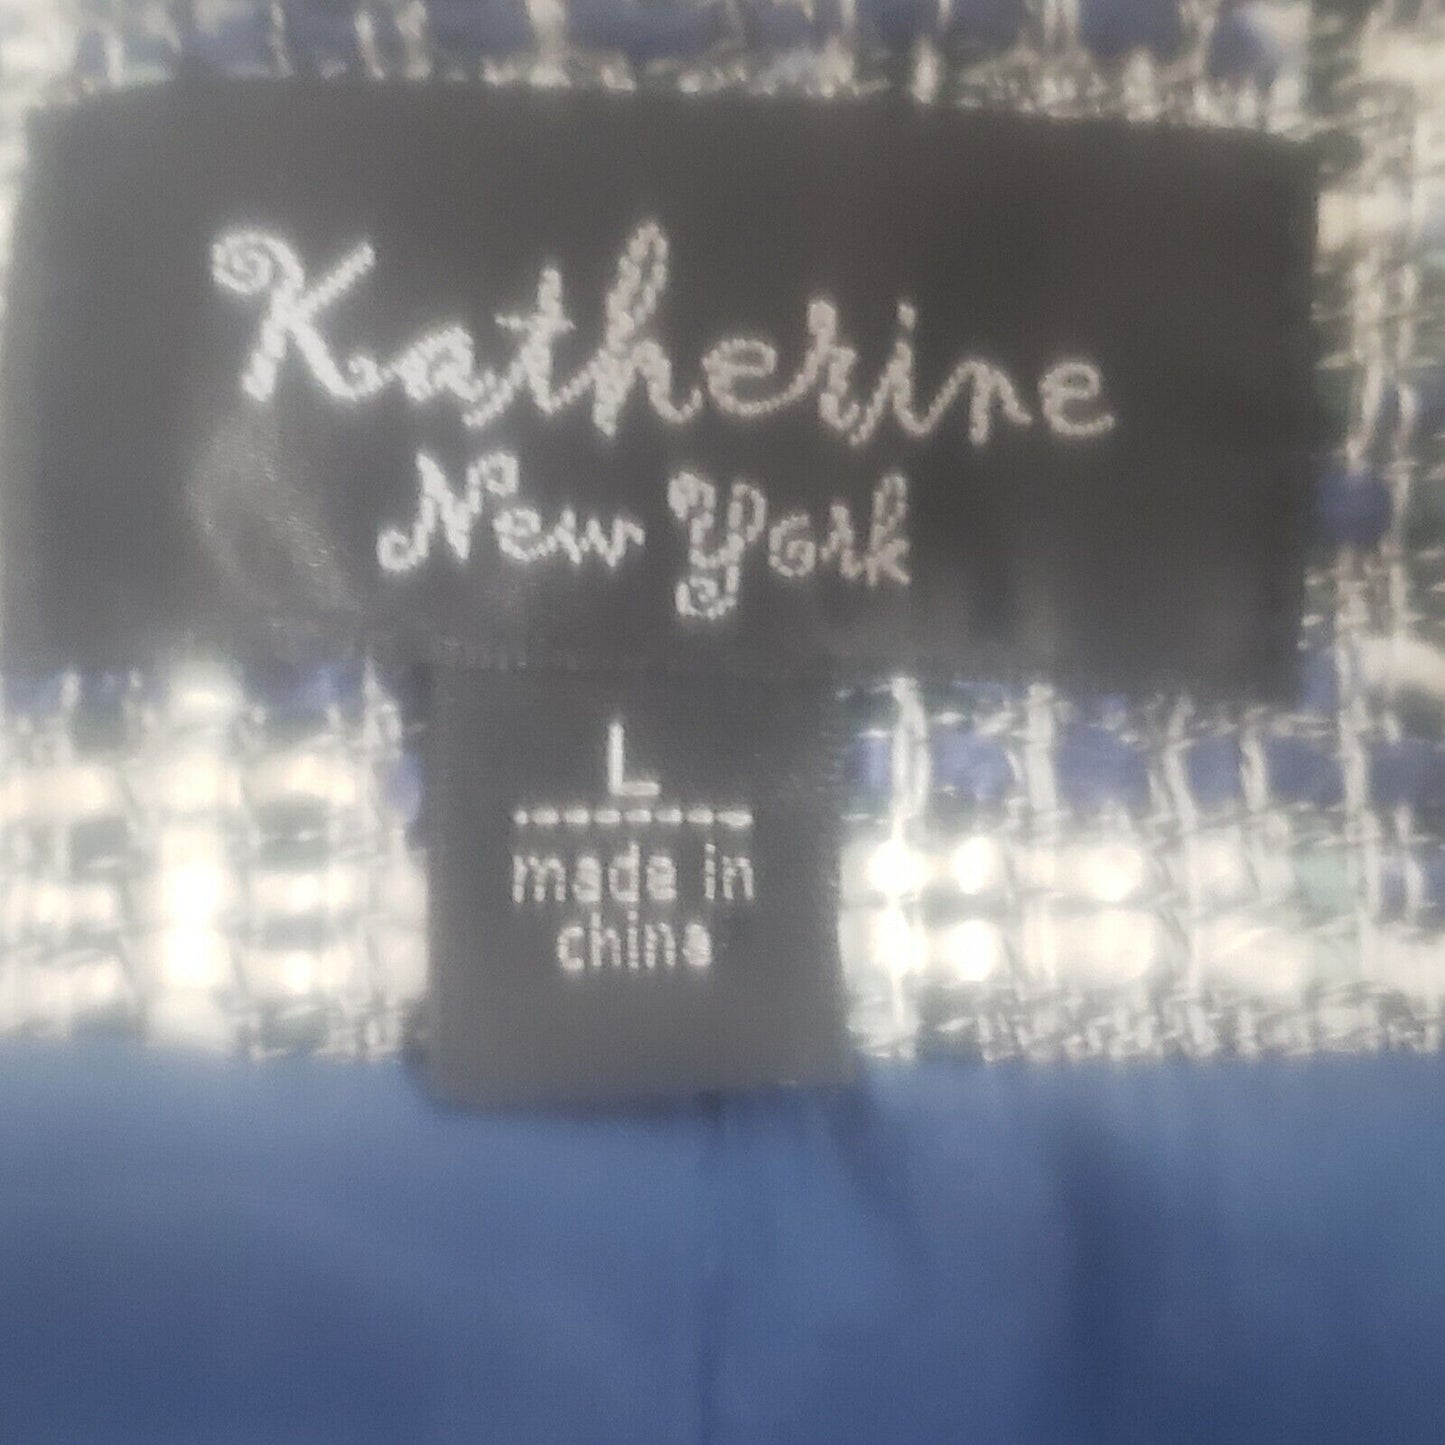 Katherine
New York
L
made in
china